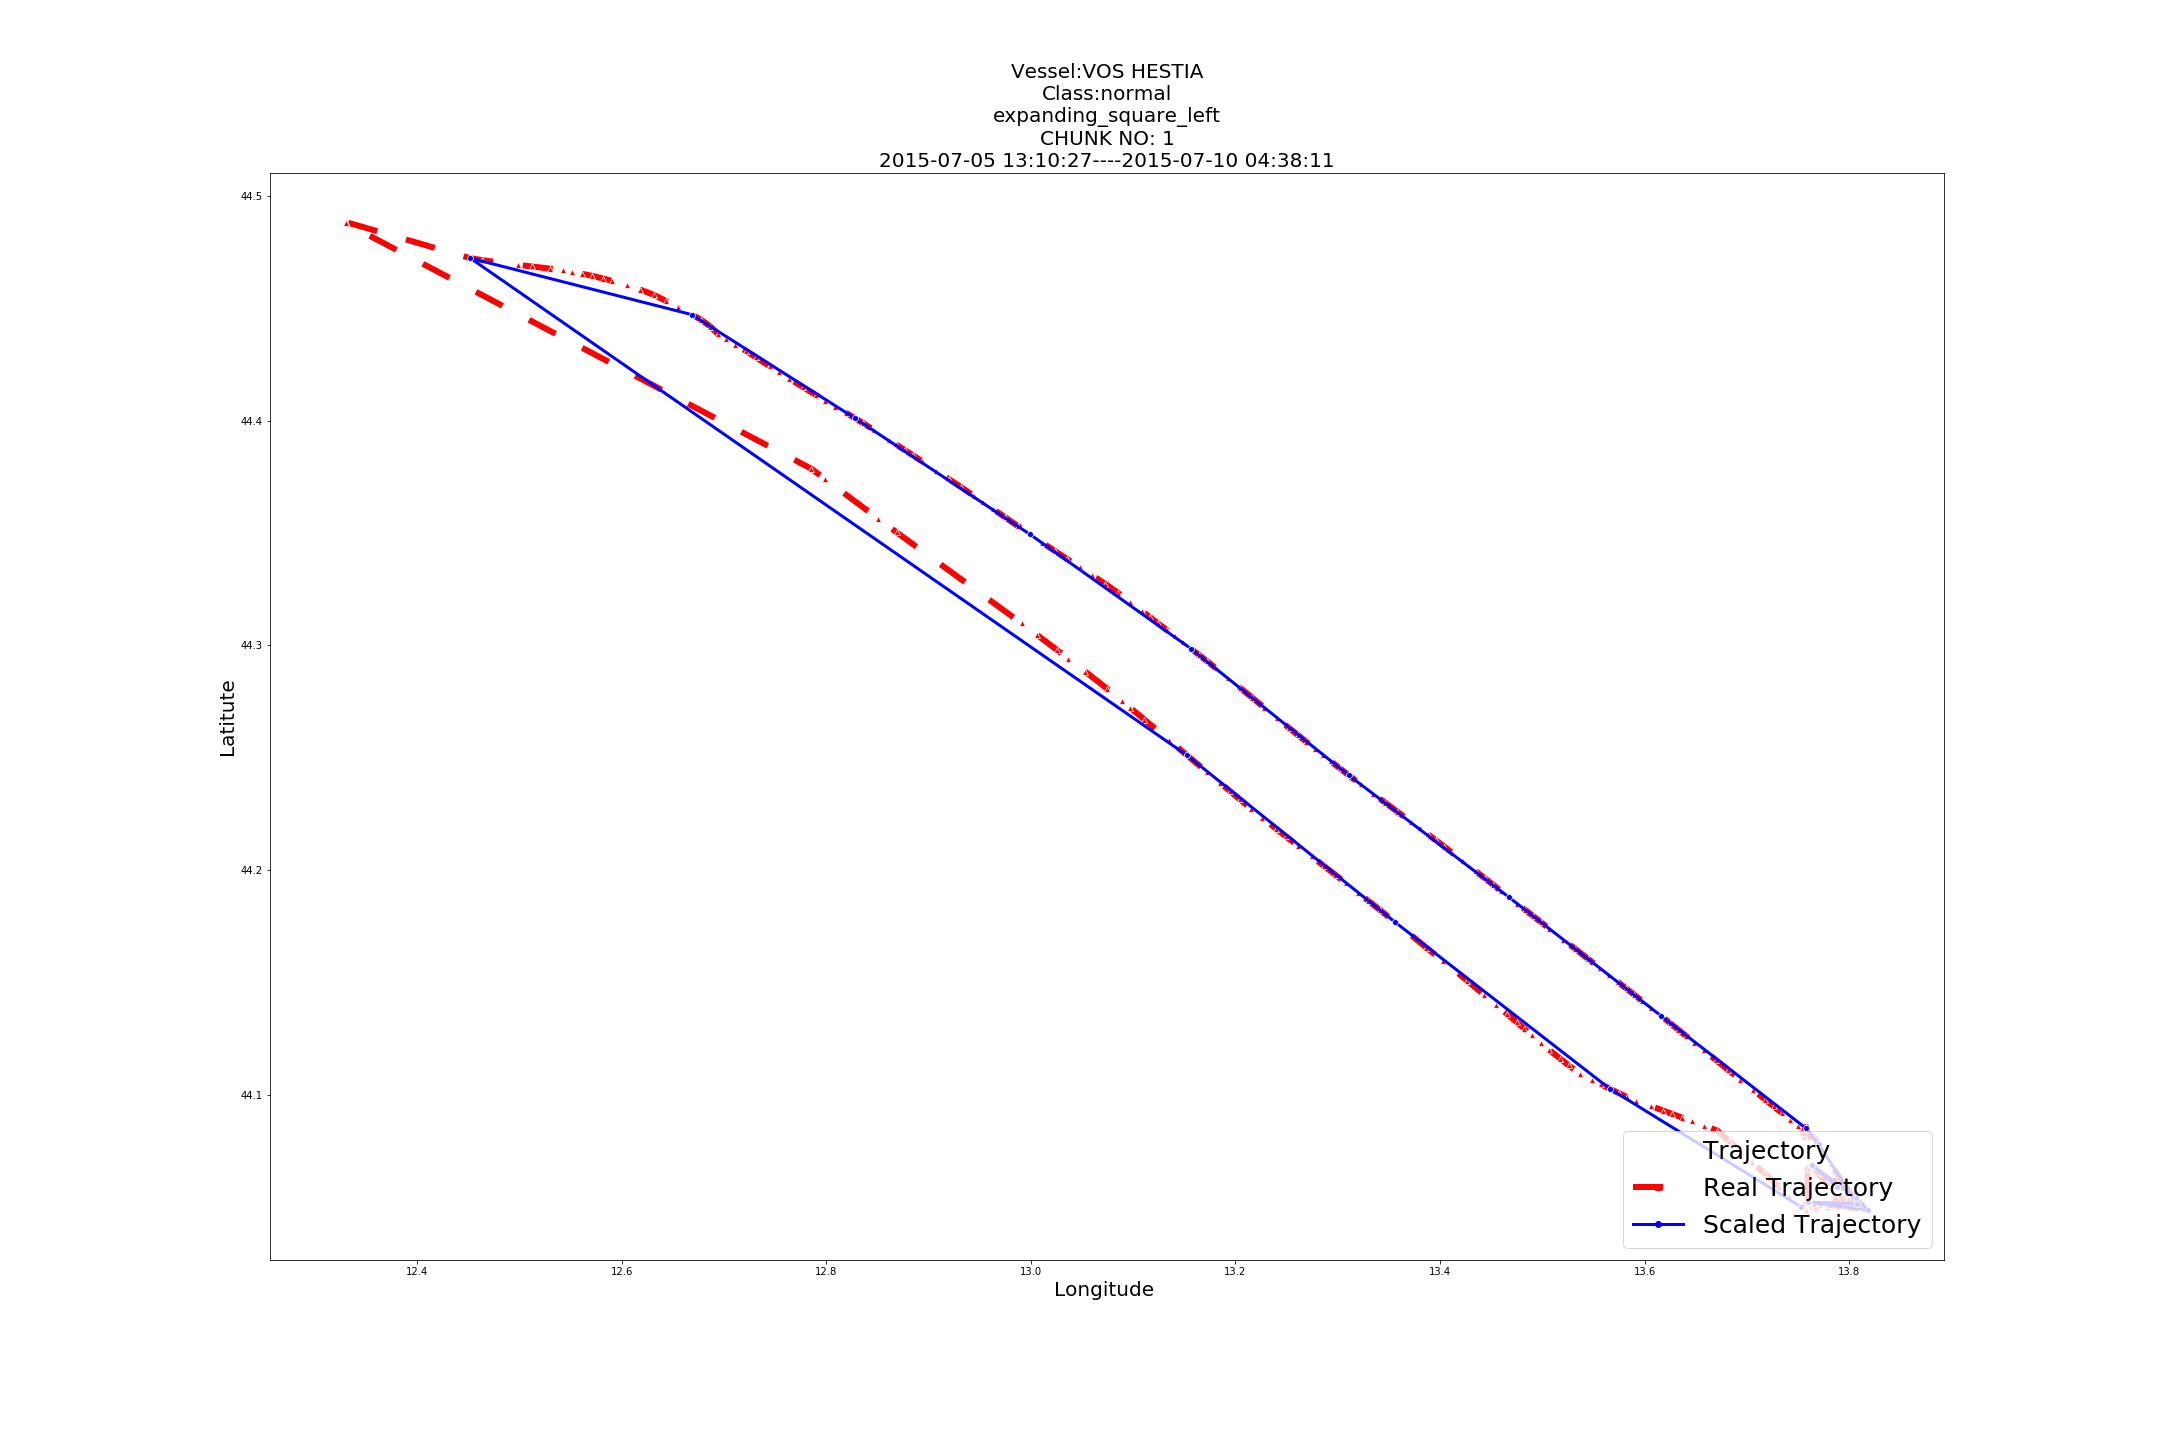 Vessel:VOS HESTIA
Class:normal
expanding_square_left
CHUNK NO: 1
2015-07-05 13:10:27----2015-07-10 04:38:11
44.5
44.4
44.3
44.2
44.1
Latitute
Trajectory
Real Trajectory
Scaled Trajectory
12.4
12.6
12.8
13.0
13.2
13.4
13.6
13.8
Longitude